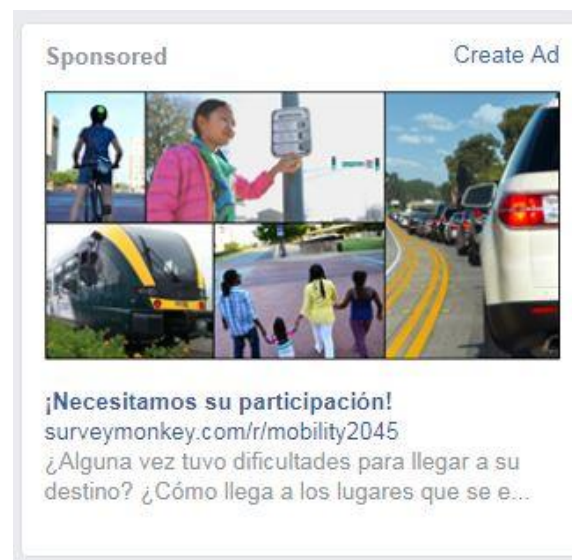 Sponsored
Create Ad
¡Necesitamos su participación!
surveymonkey.com/r/mobility2045
¿Alguna vez tuvo dificultades para llegar a su
destino? ¿Cómo llega a los lugares que se e...